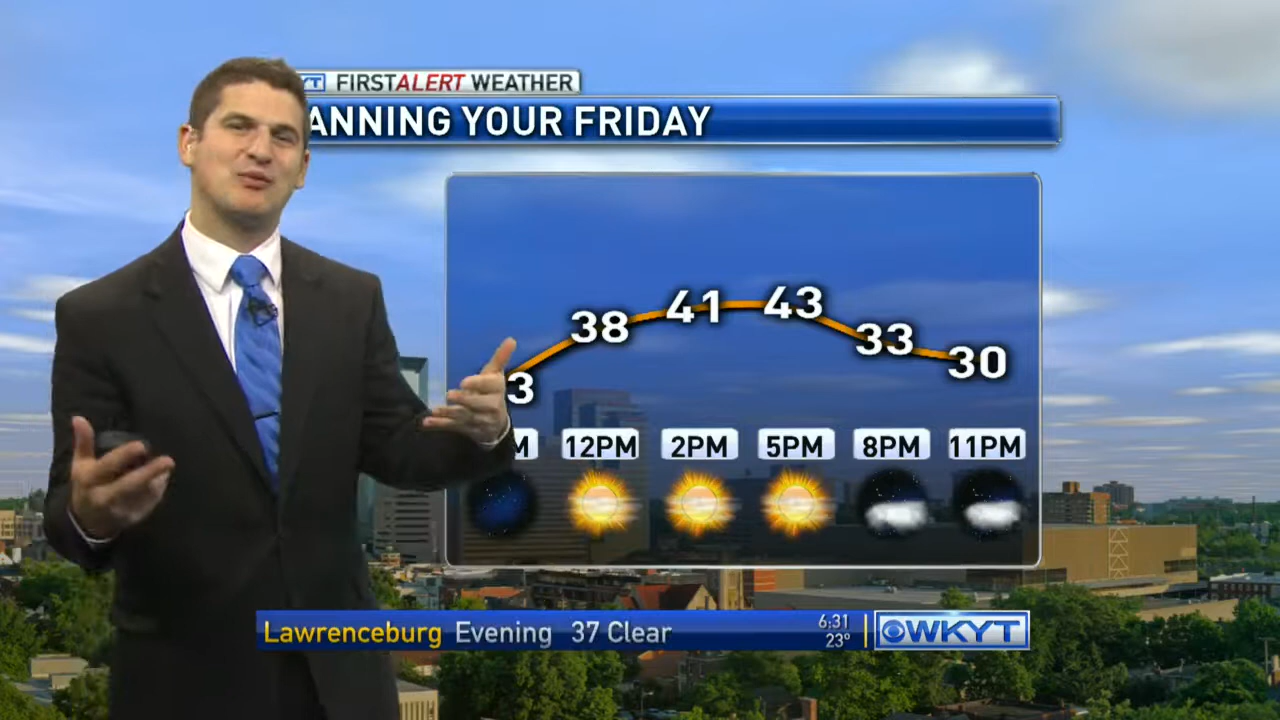 YT FIRSTALERT WEATHER
ANNING YOUR FRIDAY
3 38 41 43 33 30
M 12PM 2PM 5PM 8PM 11PM
Lawrenceburg Evening 37 Clear
6:31
23°
WKYT